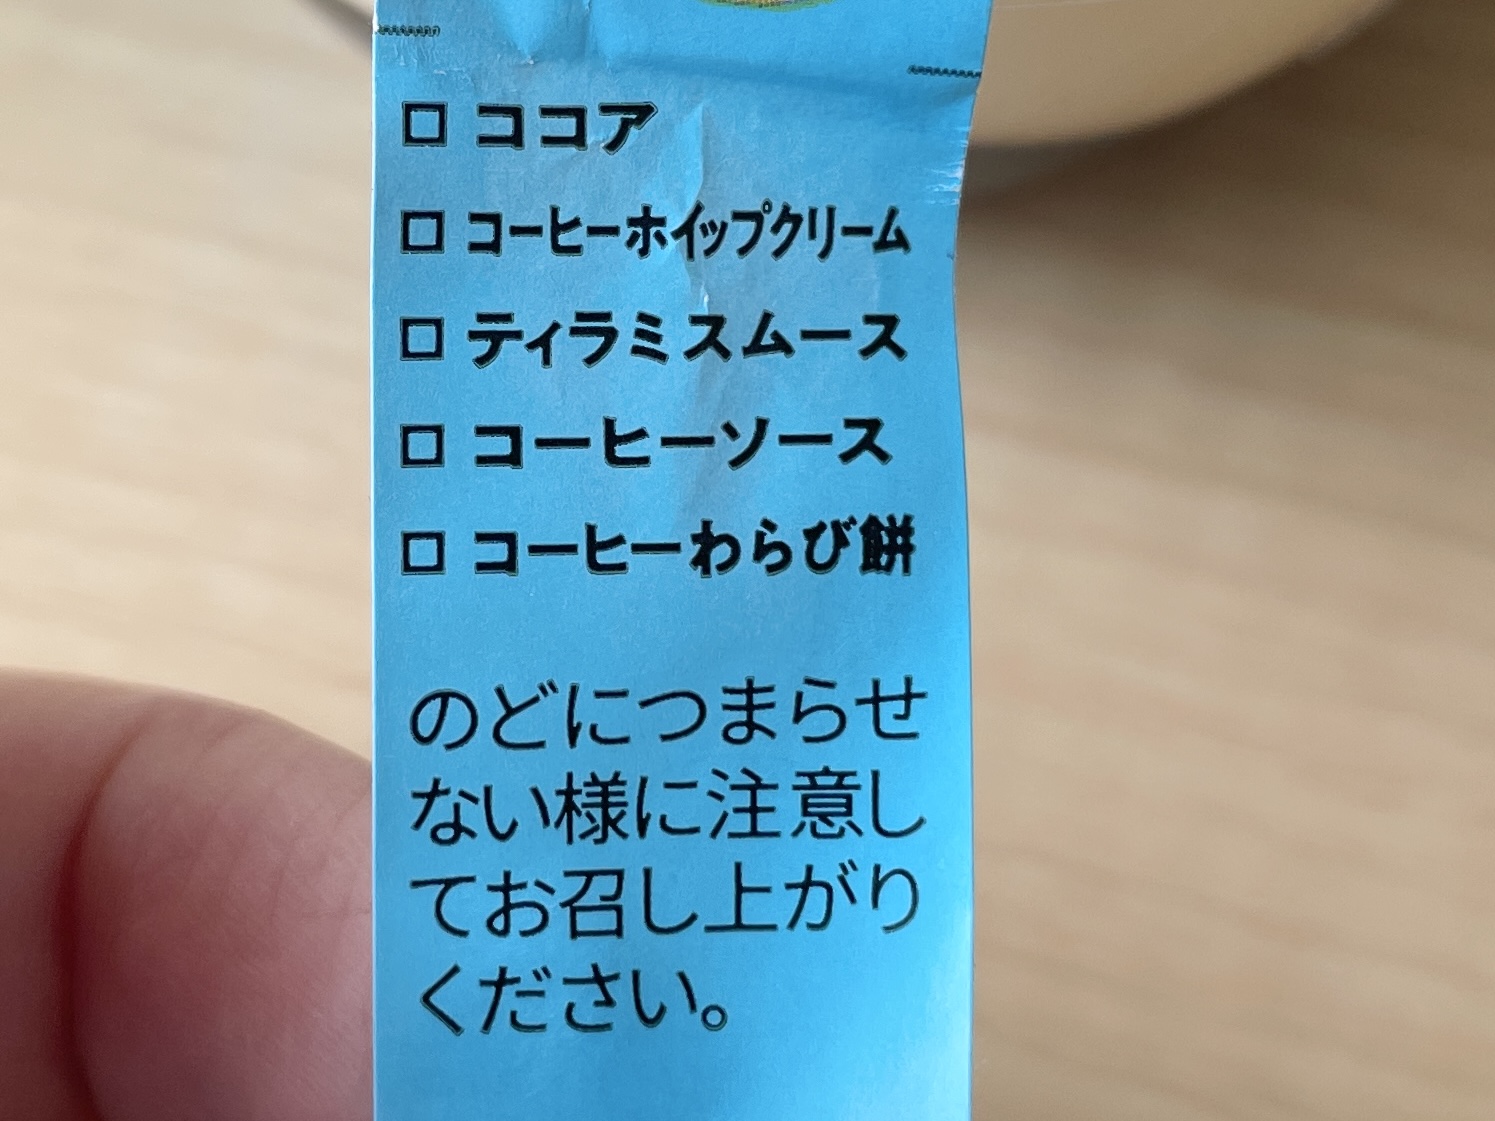 □ ココア
□ コーヒーホイップクリーム
□ ティラミスムース
□ コーヒーソース
□ コーヒーわらび餅
のどにつまらせ
ない様に注意し
てお召し上がり
ください。